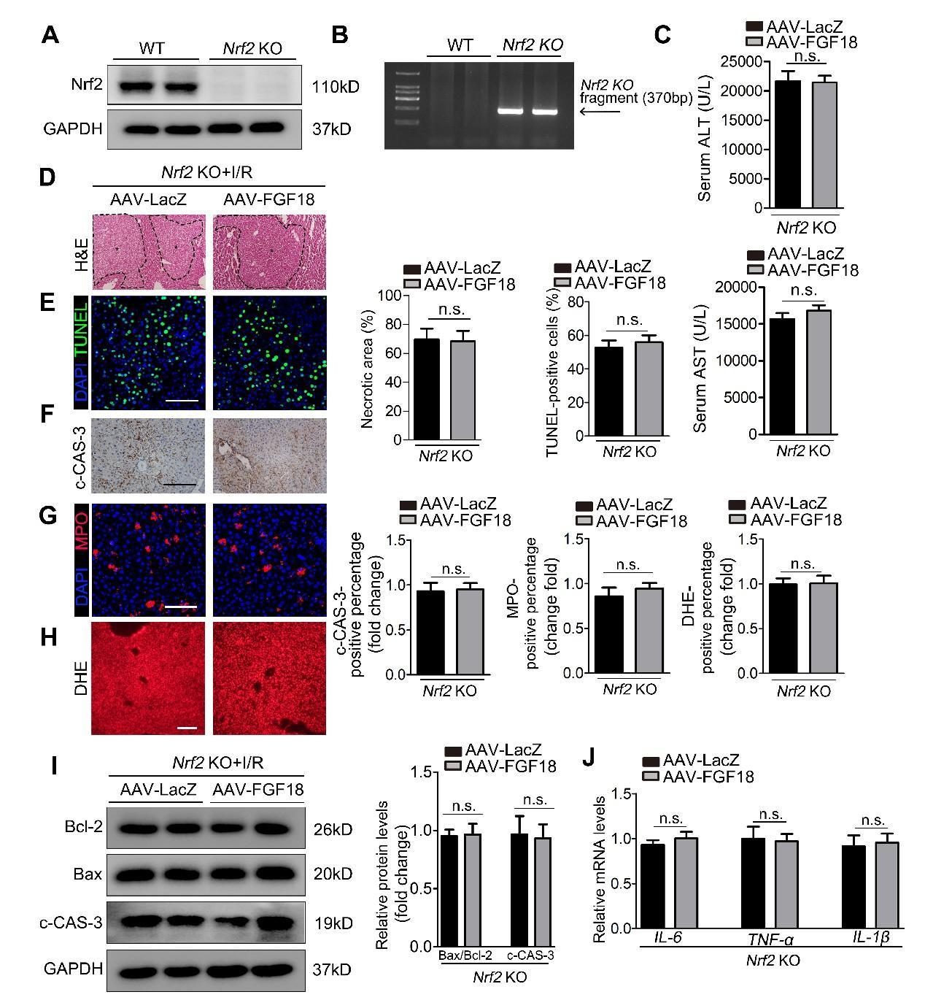 A
WT
Nrf2 KO
Nrf2
110kD
GAPDH
37kD
B
WT
Nrf2 KO
Nrf2 KO
fragment (370bp)
C
AAV-LacZ
AAV-FGF18
n.s.
25000
20000
15000
10000
5000
0
Serum ALT (U/L)
Nrf2 KO
AAV-LacZ
AAV-FGF18
n.s.
20000
15000
10000
5000
0
Serum AST (U/L)
Nrf2 KO
D
Nrf2 KO+I/R
AAV-LacZ
AAV-FGF18
H&E
*
*
*
AAV-LacZ
AAV-FGF18
n.s.
100
80
60
40
20
0
Necrotic area (%)
Nrf2 KO
E
DAPI TUNEL
AAV-LacZ
AAV-FGF18
n.s.
80
60
40
20
0
TUNEL-positive cells (%)
Nrf2 KO
F
c-CAS-3
AAV-LacZ
AAV-FGF18
n.s.
1.5
1.0
0.5
0.0
c-CAS-3-
positive percentage
(fold change)
Nrf2 KO
G
DAPI MPO
AAV-LacZ
AAV-FGF18
n.s.
1.5
1.0
0.5
0.0
MPO-
positive percentage
(change fold)
Nrf2 KO
H
DHE
AAV-LacZ
AAV-FGF18
n.s.
1.5
1.0
0.5
0.0
DHE-
positive percentage
(change fold)
Nrf2 KO
I
Nrf2 KO+I/R
AAV-LacZ
AAV-FGF18
Bcl-2
26kD
Bax
20kD
c-CAS-3
19kD
GAPDH
37kD
AAV-LacZ
AAV-FGF18
n.s.
n.s.
1.5
1.0
0.5
0.0
Relative protein levels
(fold change)
Bax/Bcl-2
c-CAS-3
Nrf2 KO
J
AAV-LacZ
AAV-FGF18
n.s.
n.s.
n.s.
1.5
1.0
0.5
0.0
Relative mRNA levels
IL-6
TNF-α
IL-1β
Nrf2 KO